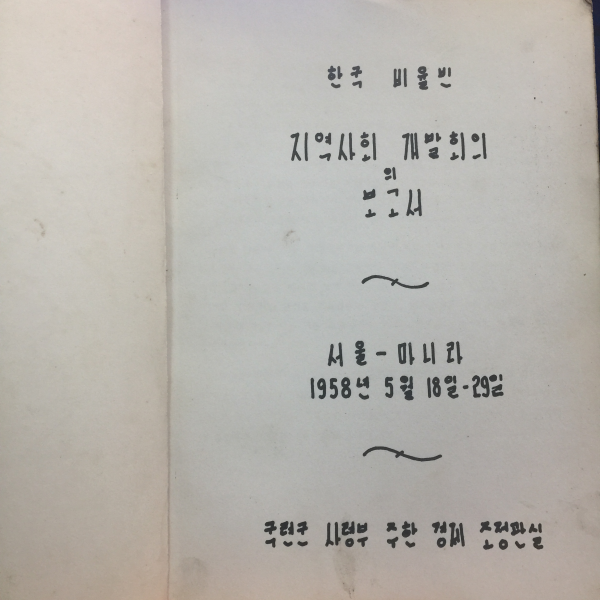 한국 비율빈
지역사회 개발회의
의
보고서
서울-마니라
1958년 5월 18일-29일
국련군 사령부 주한 경제 조정관실